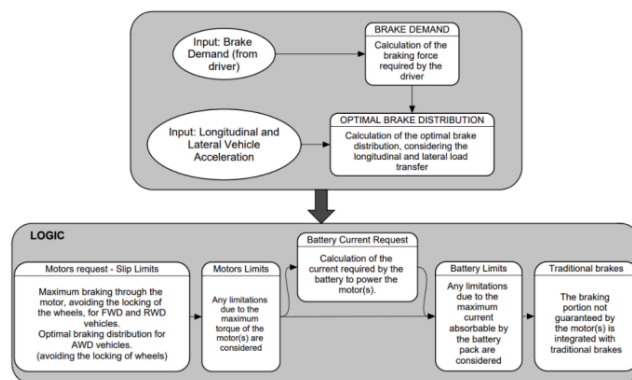 BRAKE DEMAND
Input: Brake
Demand (from
driver)
Calculation of the
braking force
required by the
driver
OPTIMAL BRAKE DISTRIBUTION
Input: Longitudinal and
Lateral Vehicle
Acceleration
Calculation of the optimal brake
distribution, considering the
longitudinal and lateral load
transfer
LOGIC
Motors request - Slip Limits
Maximum braking through the
motor, avoiding the locking of
the wheels, for FWD and RWD
vehicles.
Optimal braking distribution for
AWD vehicles.
(avoiding the locking of wheels)
Motors Limits
Any limitations
due to the
maximum
torque of the
motor(s) are
considered
Battery Current Request
Calculation of the
current required by the
battery to power the
motor(s).
Battery Limits
Any limitations
due to the
maximum
current
absorbable by
the battery
pack are
considered
Traditional brakes
The braking
portion not
guaranteed by
the motor(s) is
integrated with
traditional brakes